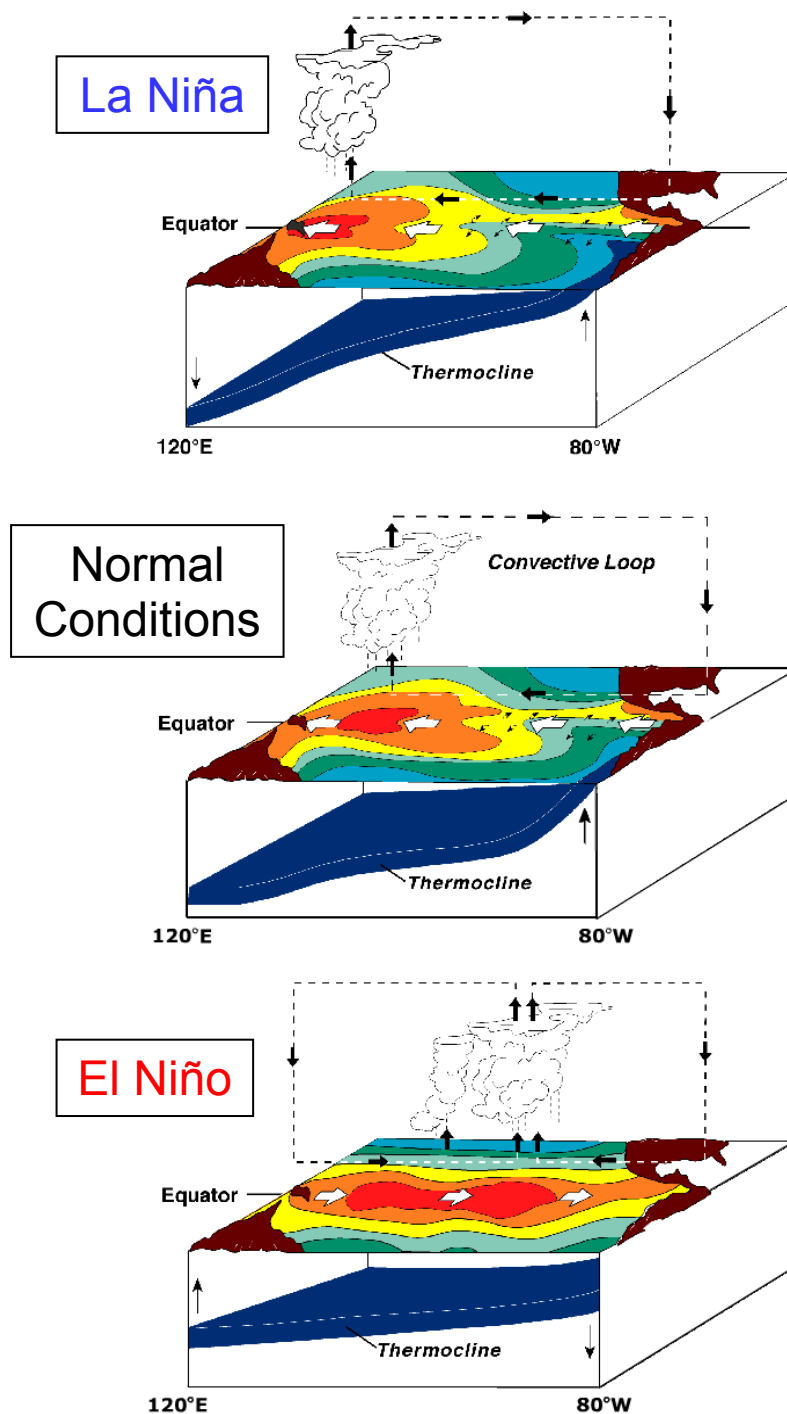 La Niña
Equator
Thermocline
120°E
80°W
Normal
Conditions
Convective Loop
Equator
Thermocline
120°E
80°W
El Niño
Equator
Thermocline
120°E
80°W